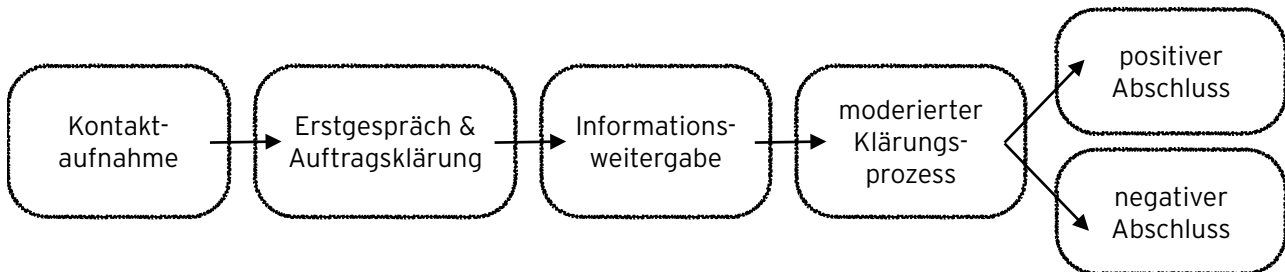 Kontakt-
aufnahme
Erstgespräch &
Auftragsklärung
Informations-
weitergabe
moderierter
Klärungs-
prozess
positiver
Abschluss
negativer
Abschluss